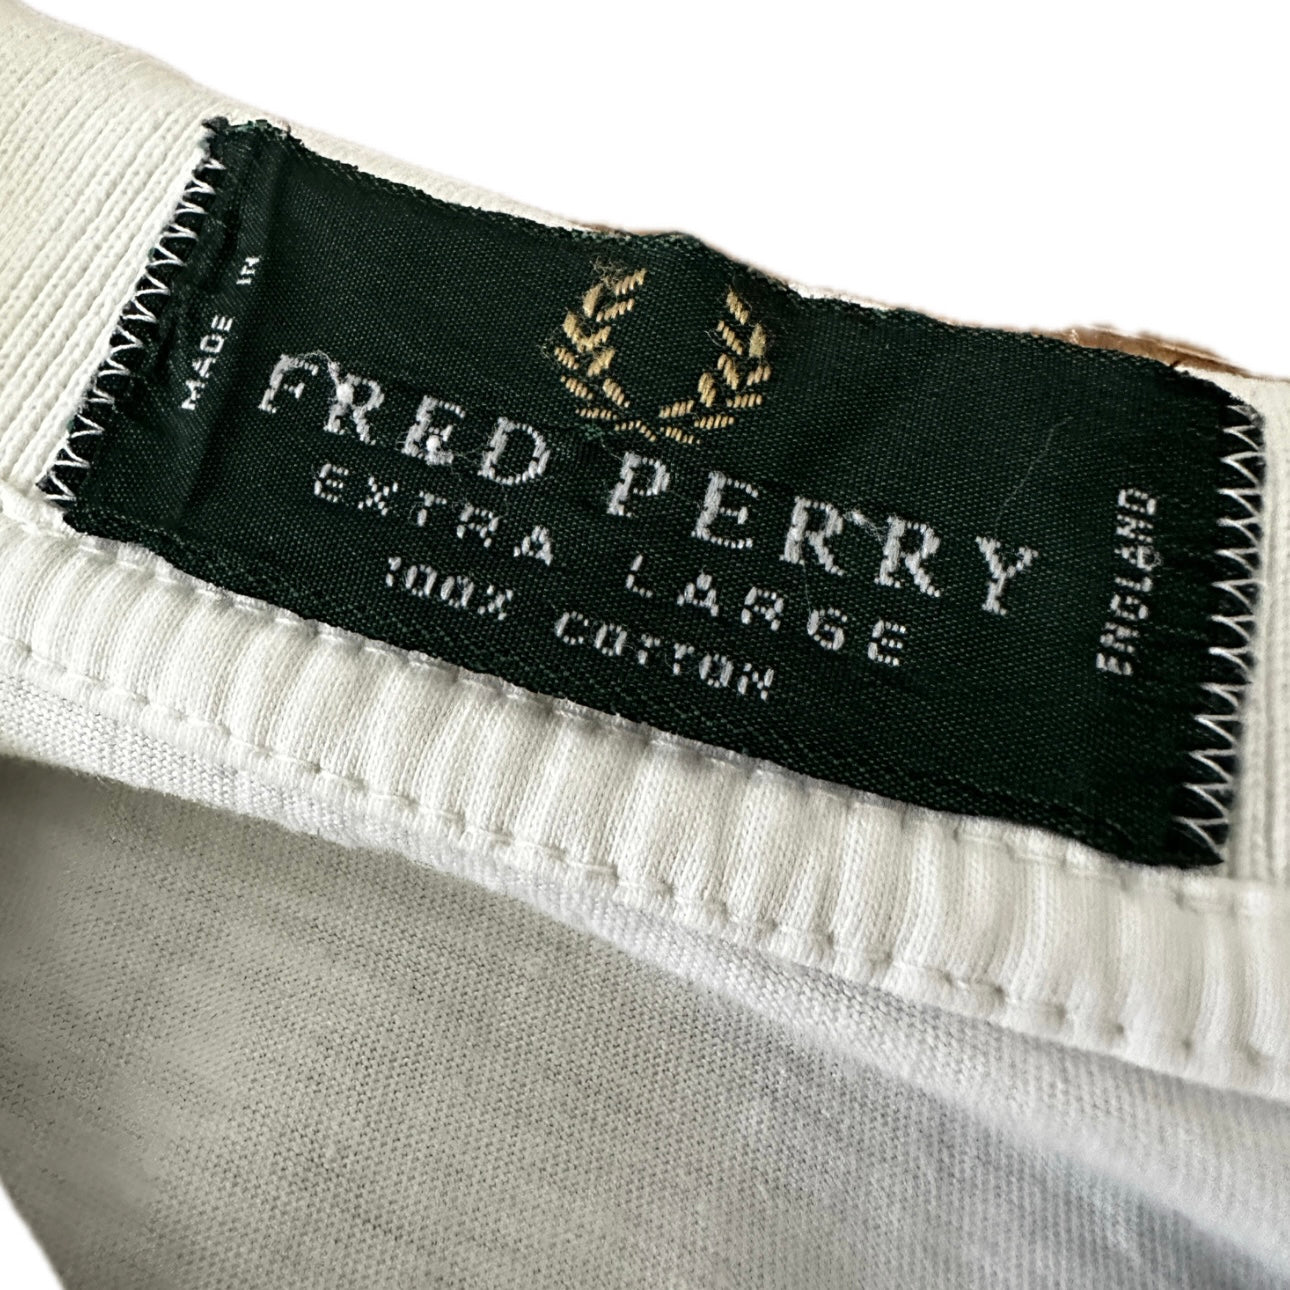 MADE IN
FRED PERRY
EXTRA LARGE
100% COTTON
ENGLAND